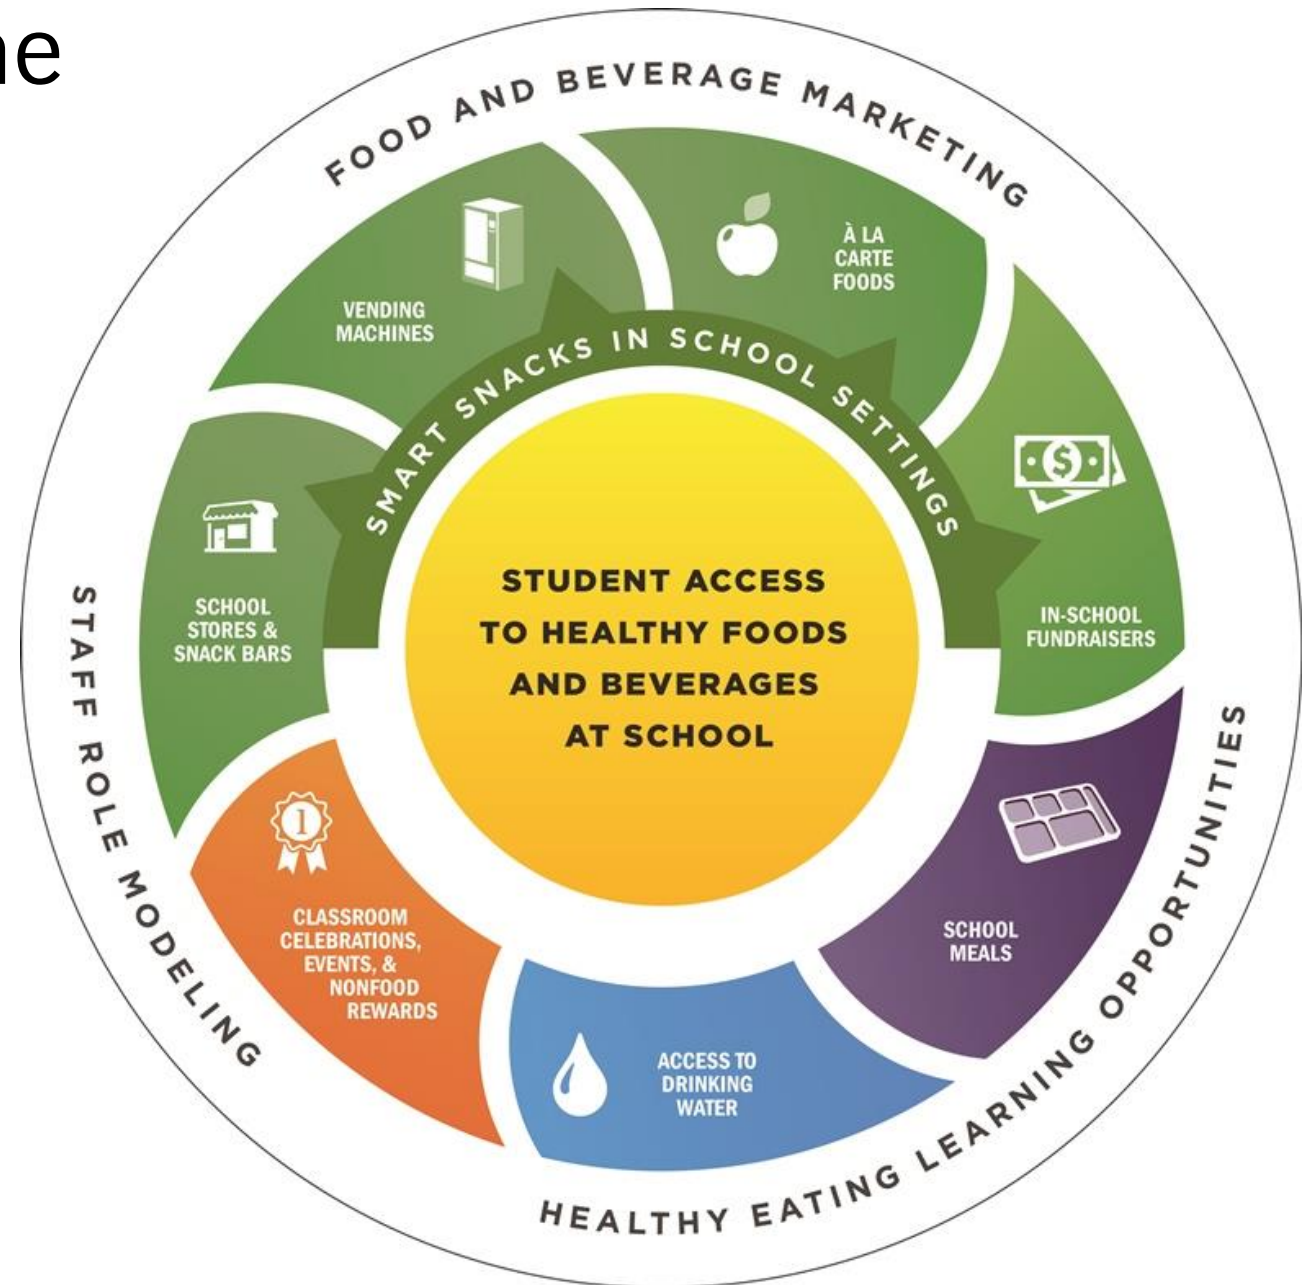 ne
FOOD AND BEVERAGE MARKETING
VENDING
MACHINES
À LA
CARTE
FOODS
SMART SNACKS IN SCHOOL SETTINGS
SCHOOL
STORES &
SNACK BARS
IN-SCHOOL
FUNDRAISERS
STUDENT ACCESS
TO HEALTHY FOODS
AND BEVERAGES
AT SCHOOL
STAFF ROLE MODELING
1
CLASSROOM
CELEBRATIONS,
EVENTS, &
NONFOOD
REWARDS
$
SCHOOL
MEALS
ACCESS TO
DRINKING
WATER
HEALTHY EATING LEARNING OPPORTUNITIES